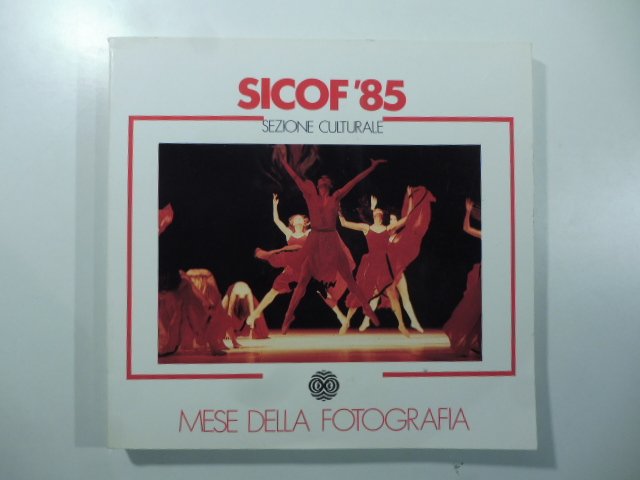 SICOF '85
SEZIONE CULTURALE
MESE DELLA FOTOGRAFIA